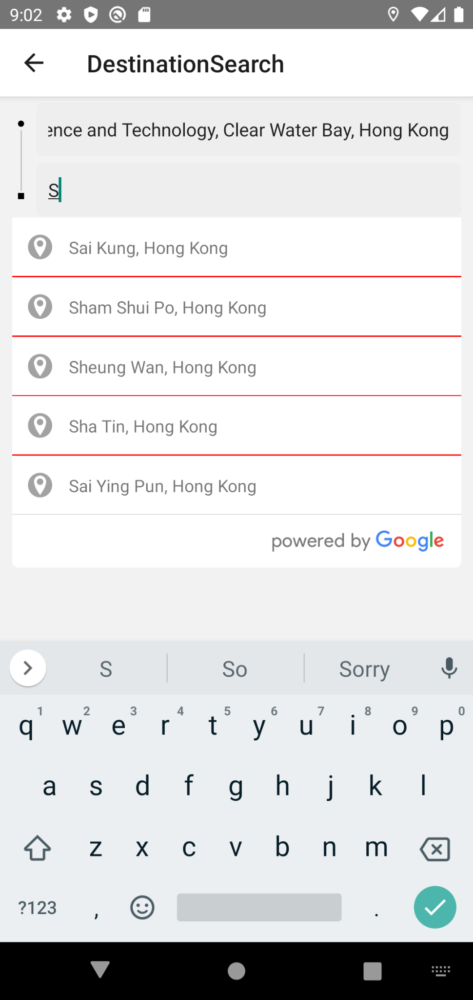 9:02
DestinationSearch
ence and Technology, Clear Water Bay, Hong Kong
S
Sai Kung, Hong Kong
Sham Shui Po, Hong Kong
Sheung Wan, Hong Kong
Sha Tin, Hong Kong
Sai Ying Pun, Hong Kong
powered by Google
S So Sorry
1 2 3 4 5 6 7 8 9 0
q w e r t y u i o p
a s d f g h j k l
z x c v b n m
?123 , .